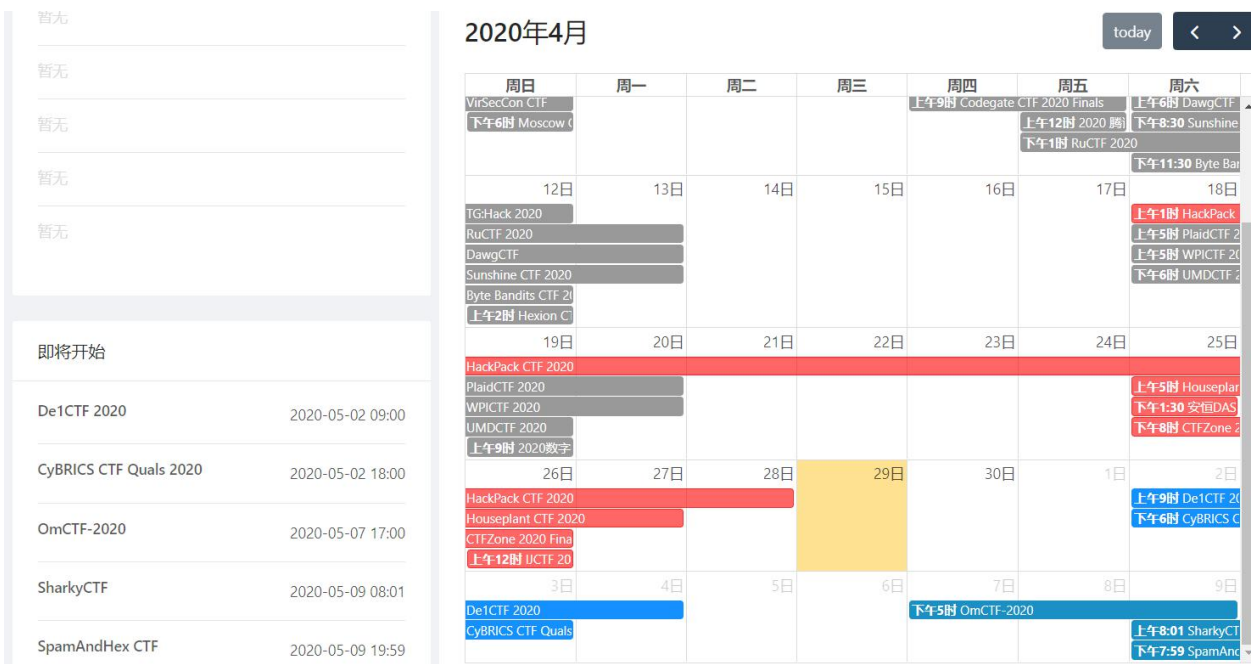 暂无
暂无
暂无
暂无
暂无
即将开始
De1CTF 2020
2020-05-02 09:00
CyBRICS CTF Quals 2020
2020-05-02 18:00
OmCTF-2020
2020-05-07 17:00
SharkyCTF
2020-05-09 08:01
SpamAndHex CTF
2020-05-09 19:59
2020年4月
today
周日 周一 周二 周三 周四 周五 周六
VirSecCon CTF
上午9时 Codegate CTF 2020 Finals
上午6时 DawgCTF
下午6时 Moscow
上午12时 2020 腾
下午8:30 Sunshine
下午1时 RuCTF 2020
下午11:30 Byte Ban
12日 13日 14日 15日 16日 17日 18日
TG:Hack 2020
上午1时 HackPack
RuCTF 2020
上午5时 PlaidCTF 2
DawgCTF
上午5时 WPICTF 20
Sunshine CTF 2020
下午6时 UMDCTF 2
Byte Bandits CTF 20
上午2时 Hexion CT
19日 20日 21日 22日 23日 24日 25日
HackPack CTF 2020
PlaidCTF 2020
上午5时 Houseplan
WPICTF 2020
下午1:30 安恒DAS
UMDCTF 2020
下午8时 CTFZone 2
上午9时 2020数字
26日 27日 28日 29日 30日 1日 2日
HackPack CTF 2020
上午9时 De1CTF 20
Houseplant CTF 2020
下午6时 CyBRICS C
CTFZone 2020 Fina
上午12时 IJCTF 20
3日 4日 5日 6日 7日 8日 9日
De1CTF 2020
下午5时 OmCTF-2020
CyBRICS CTF Quals
上午8:01 SharkyCT
下午7:59 SpamAnd